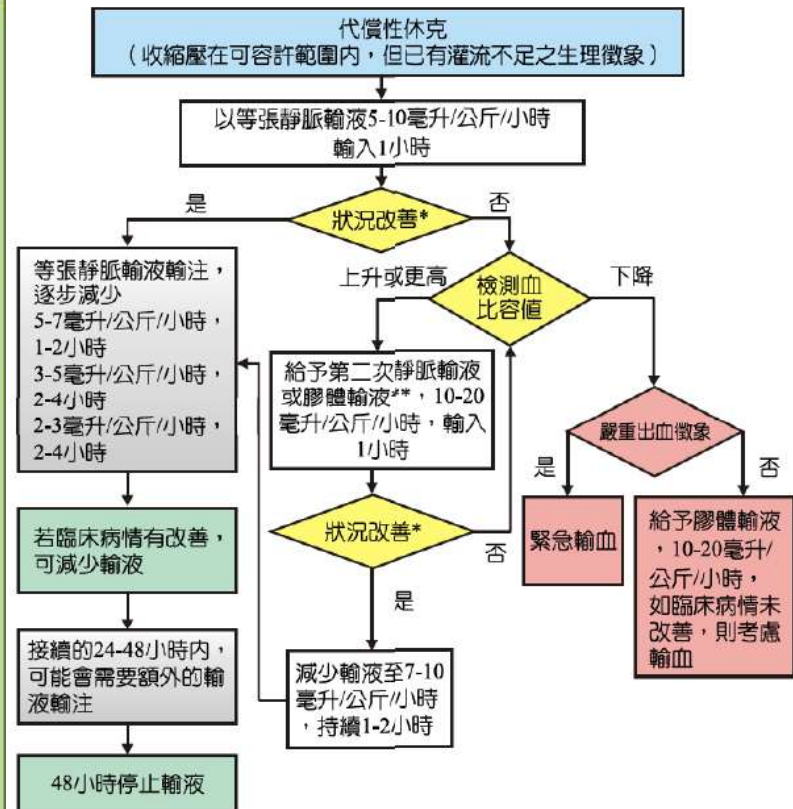 代償性休克
（收縮壓在可容許範圍內，但已有灌流不足之生理徵象）
以等張靜脈輸液5-10毫升/公斤/小時
輸入1小時
是
狀況改善*
否
等張靜脈輸液輸注，
逐步減少
5-7毫升/公斤/小時，
1-2小時
3-5毫升/公斤/小時，
2-4小時
2-3毫升/公斤/小時，
2-4小時
上升或更高
檢測血
比容值
下降
給予第二次靜脈輸液
或膠體輸液**，10-20
毫升/公斤/小時，輸入
1小時
嚴重出血徵象
是
否
狀況改善*
否
緊急輸血
給予膠體輸液
，10-20毫升/
公斤/小時，
如臨床病情未
改善，則考慮
輸血
若臨床病情有改善，
可減少輸液
是
接續的24-48小時內，
可能會需要額外的輸
液輸注
減少輸液至7-10
毫升/公斤/小時
，持續1-2小時
48小時停止輸液